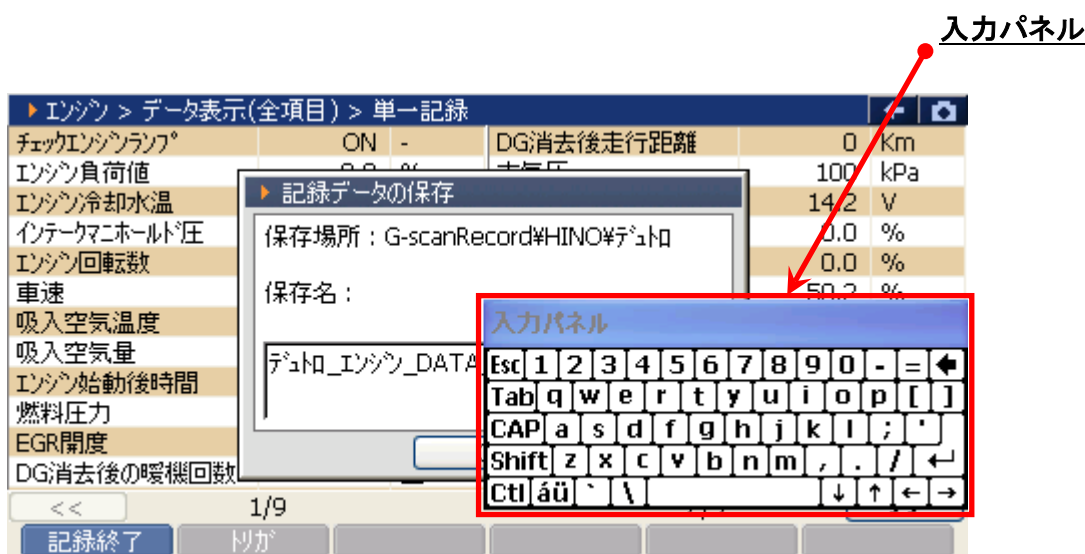 入力パネル
エンジン > データ表示(全項目) > 単一記録
チェックエンジンランプ ON - DG消去後走行距離 0 Km
エンジン負荷値 0.0 % 大気圧 100 kPa
エンジン冷却水温 14.2 V
インテークマニホールド圧 0.0 %
エンジン回転数 0.0 %
車速 50.2 %
吸入空気温度
吸入空気量
エンジン始動後時間
燃料圧力
EGR開度
DG消去後の暖機回数
記録データの保存
保存場所：G-scanRecord¥HINO¥デュトロ
保存名：
デュトロ_エンジン_DATA
入力パネル
Esc 1 2 3 4 5 6 7 8 9 0 - =
Tab q w e r t y u i o p [ ]
CAP a s d f g h j k l ; '
Shift z x c v b n m , . /
Ctl áü ` \ ↓ ↑ ← →
<< 1/9
記録終了 トリガ